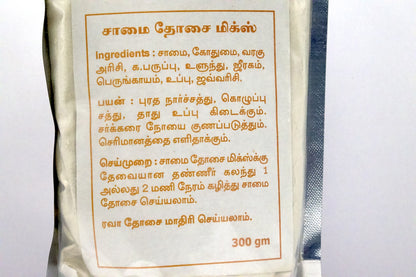 சாமை தோசை மிக்ஸ்
Ingredients : சாமை, கோதுமை, வரகு
அரிசி, க.பருப்பு, உளுந்து, ஜீரகம்,
பெருங்காயம், உப்பு, ஜவ்வரிசி.
பயன் : புரத நார்ச்சத்து, கொழுப்பு
சத்து, தாது உப்பு கிடைக்கும்.
சர்க்கரை நோயை குணப்படுத்தும்.
செரிமானத்தை எளிதாக்கும்.
செய்முறை : சாமை தோசை மிக்ஸ்க்கு
தேவையான தண்ணீர் கலந்து 1
அல்லது 2 மணி நேரம் கழித்து சாமை
தோசை செய்யலாம்.
ரவா தோசை மாதிரி செய்யலாம்.
300 gm